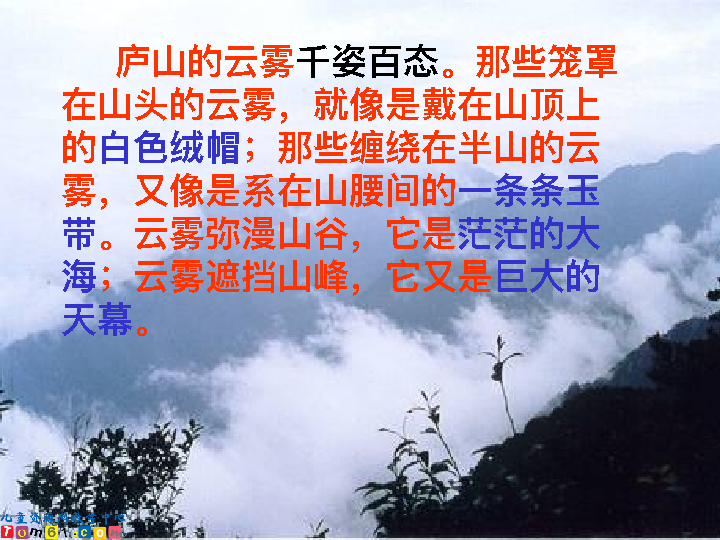 庐山的云雾千姿百态。那些笼罩
在山头的云雾，就像是戴在山顶上
的白色绒帽；那些缠绕在半山的云
雾，又像是系在山腰间的一条条玉
带。云雾弥漫山谷，它是茫茫的大
海；云雾遮挡山峰，它又是巨大的
天幕。
Tom61.com